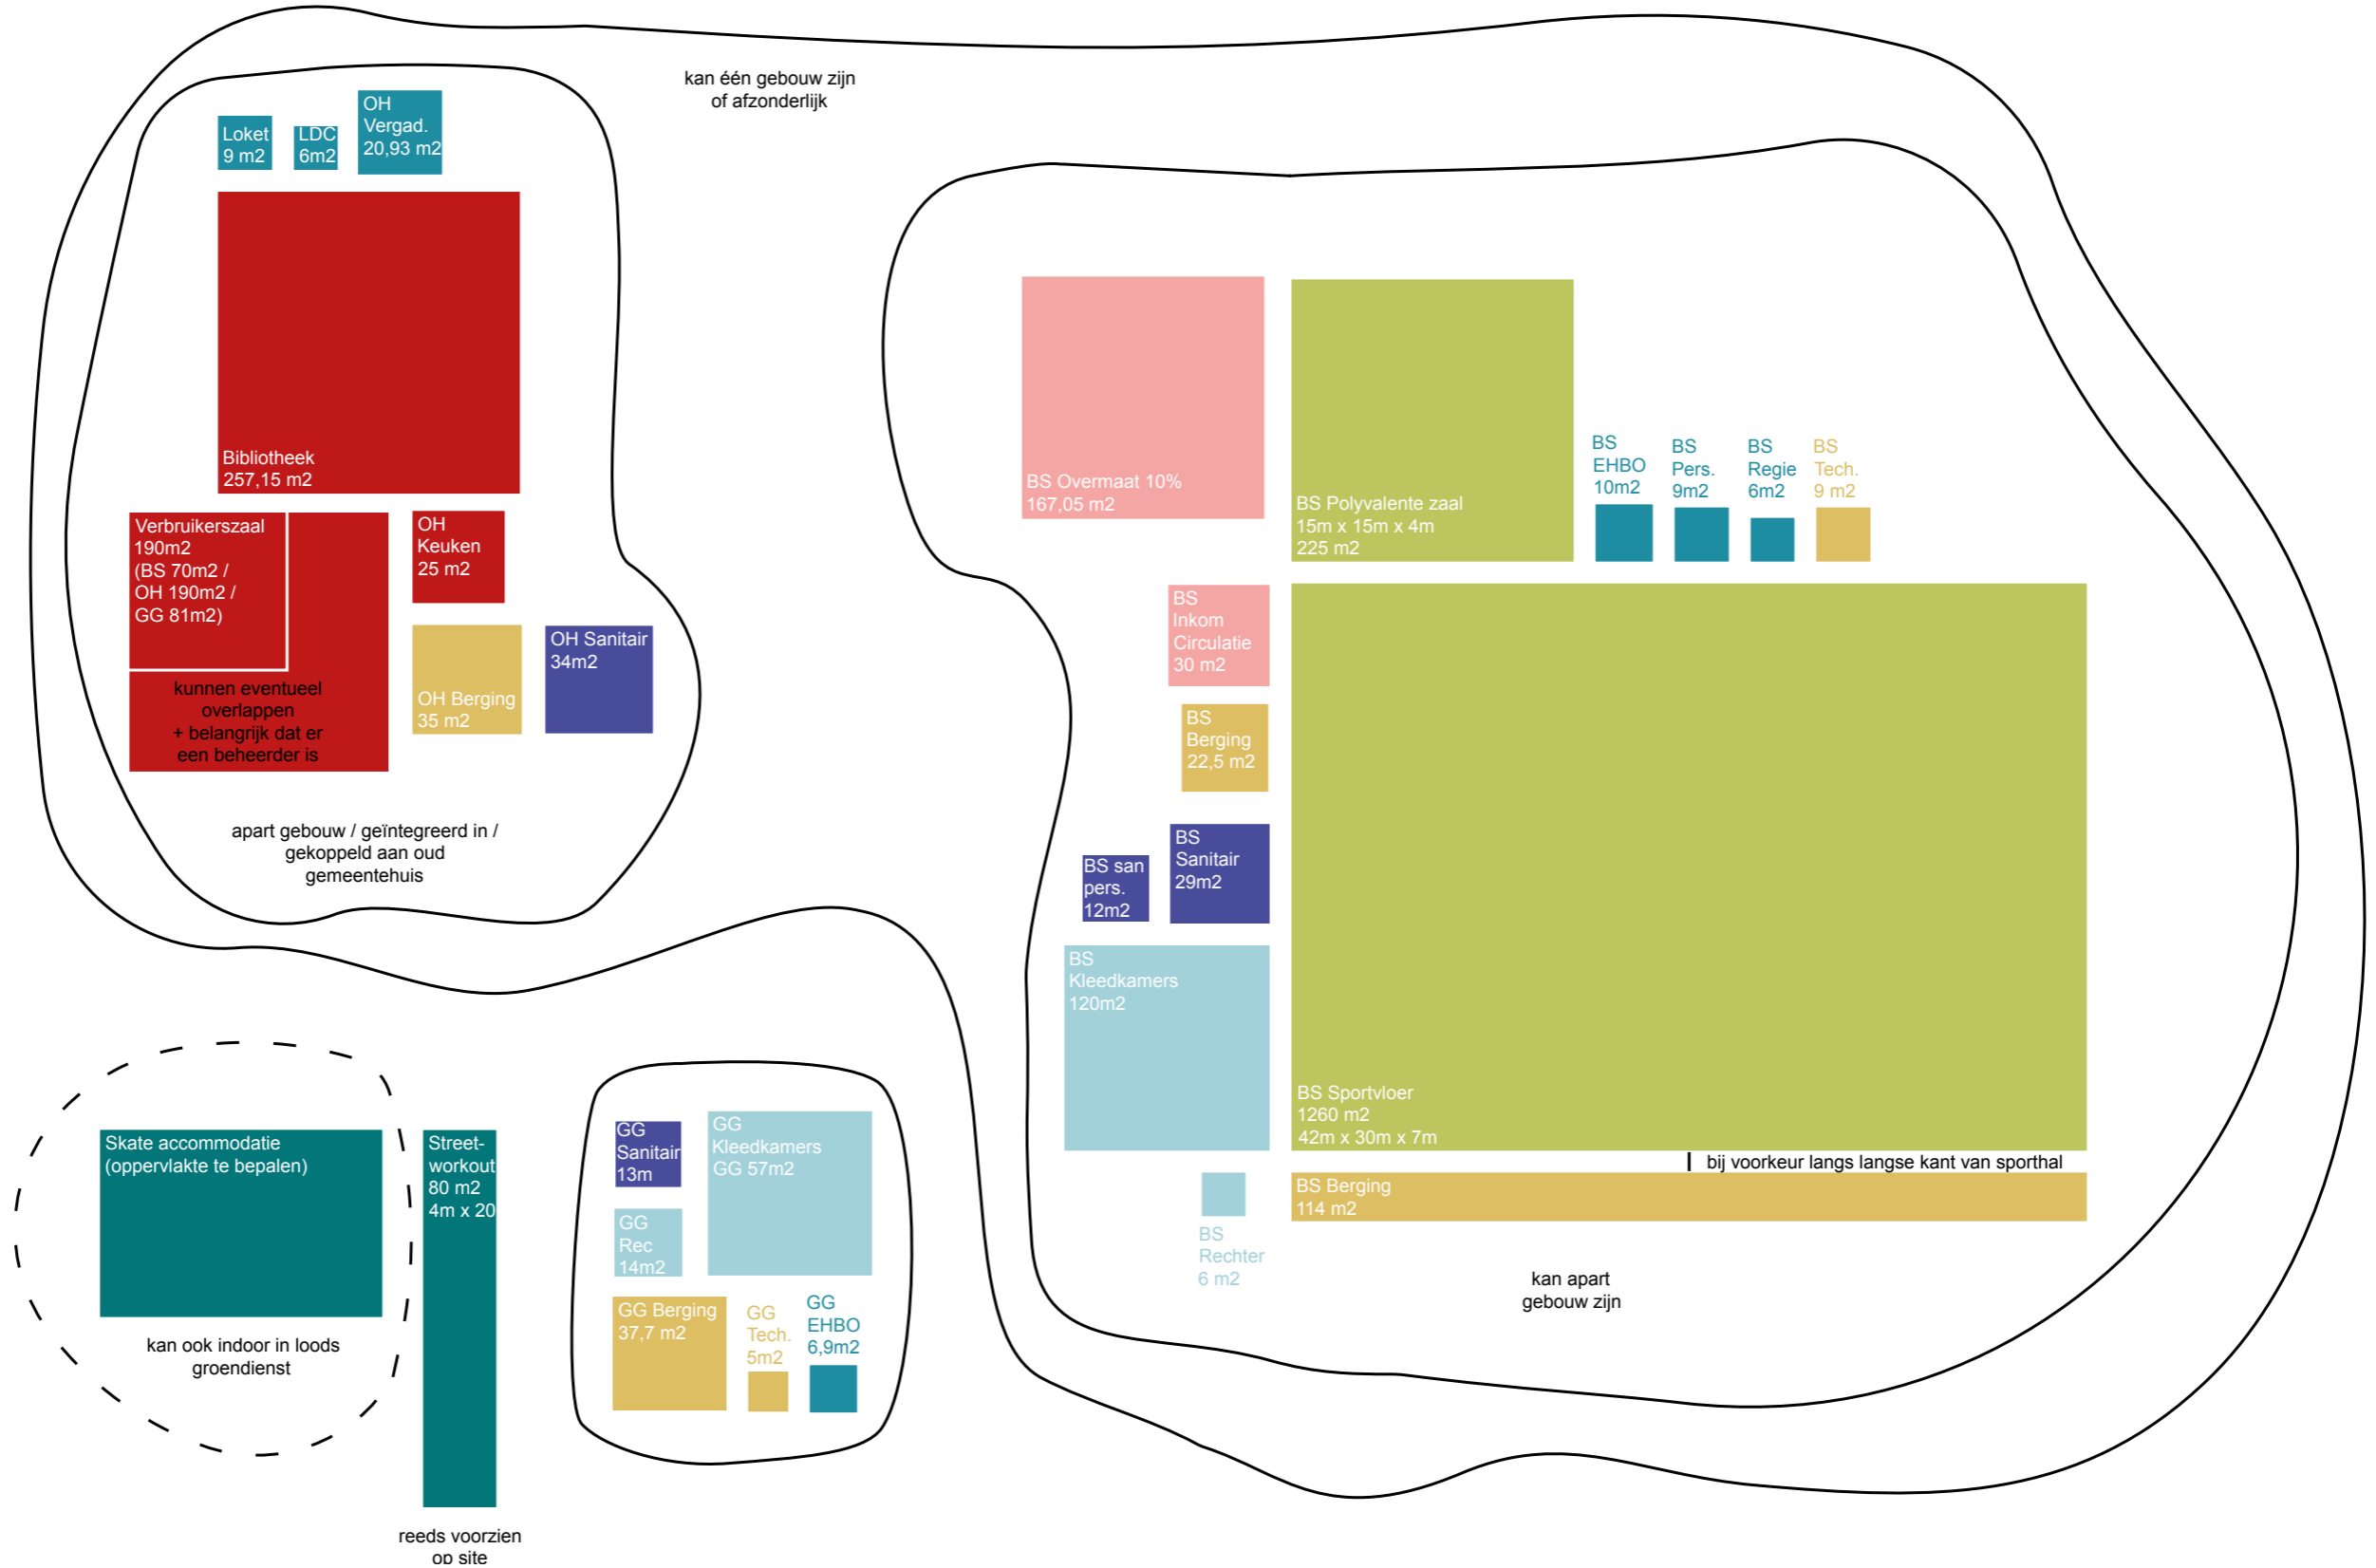 kan één gebouw zijn
of afzonderlijk
Loket
9 m2
LDC
6m2
OH
Vergad.
20,93 m2
Bibliotheek
257,15 m2
Verbruikerszaal
190m2
(BS 70m2 /
OH 190m2 /
GG 81m2)
kunnen eventueel
overlappen
+ belangrijk dat er
een beheerder is
OH
Keuken
25 m2
OH Berging
35 m2
OH Sanitair
34m2
apart gebouw / geïntegreerd in /
gekoppeld aan oud
gemeentehuis
BS Overmaat 10%
167,05 m2
BS Polyvalente zaal
15m x 15m x 4m
225 m2
BS
EHBO
10m2
BS
Pers.
9m2
BS
Regie
6m2
BS
Tech.
9 m2
BS
Inkom
Circulatie
30 m2
BS
Berging
22,5 m2
BS san
pers.
12m2
BS
Sanitair
29m2
BS
Kleedkamers
120m2
BS Sportvloer
1260 m2
42m x 30m x 7m
bij voorkeur langs langse kant van sporthal
BS Berging
114 m2
BS
Rechter
6 m2
kan apart
gebouw zijn
Skate accommodatie
(oppervlakte te bepalen)
kan ook indoor in loods
groendienst
Street-
workout
80 m2
4m x 20
reeds voorzien
op site
GG
Sanitair
13m
GG
Kleedkamers
GG 57m2
GG
Rec
14m2
GG Berging
37,7 m2
GG
Tech.
5m2
GG
EHBO
6,9m2